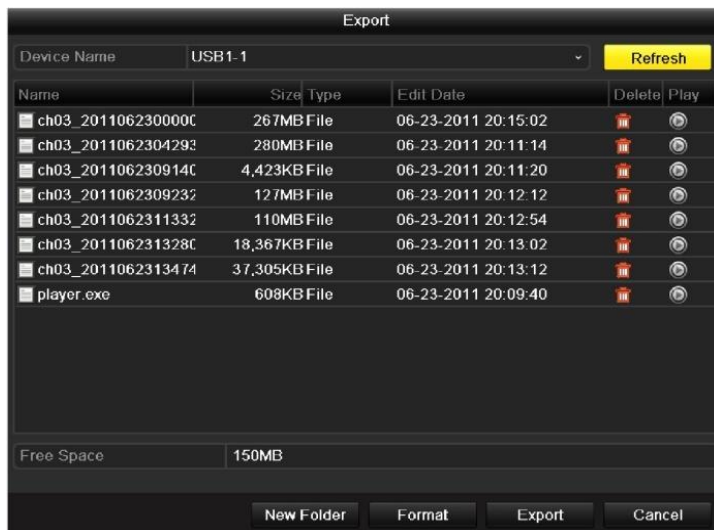 Export
Device Name USB1-1 Refresh
Name Size Type Edit Date Delete Play
ch03_2011062300000 267MB File 06-23-2011 20:15:02
ch03_2011062304293 280MB File 06-23-2011 20:11:14
ch03_2011062309140 4,423KB File 06-23-2011 20:11:20
ch03_2011062309232 127MB File 06-23-2011 20:12:12
ch03_2011062311332 110MB File 06-23-2011 20:12:54
ch03_2011062313280 18,367KB File 06-23-2011 20:13:02
ch03_2011062313474 37,305KB File 06-23-2011 20:13:12
player.exe 608KB File 06-23-2011 20:09:40
Free Space 150MB
New Folder Format Export Cancel